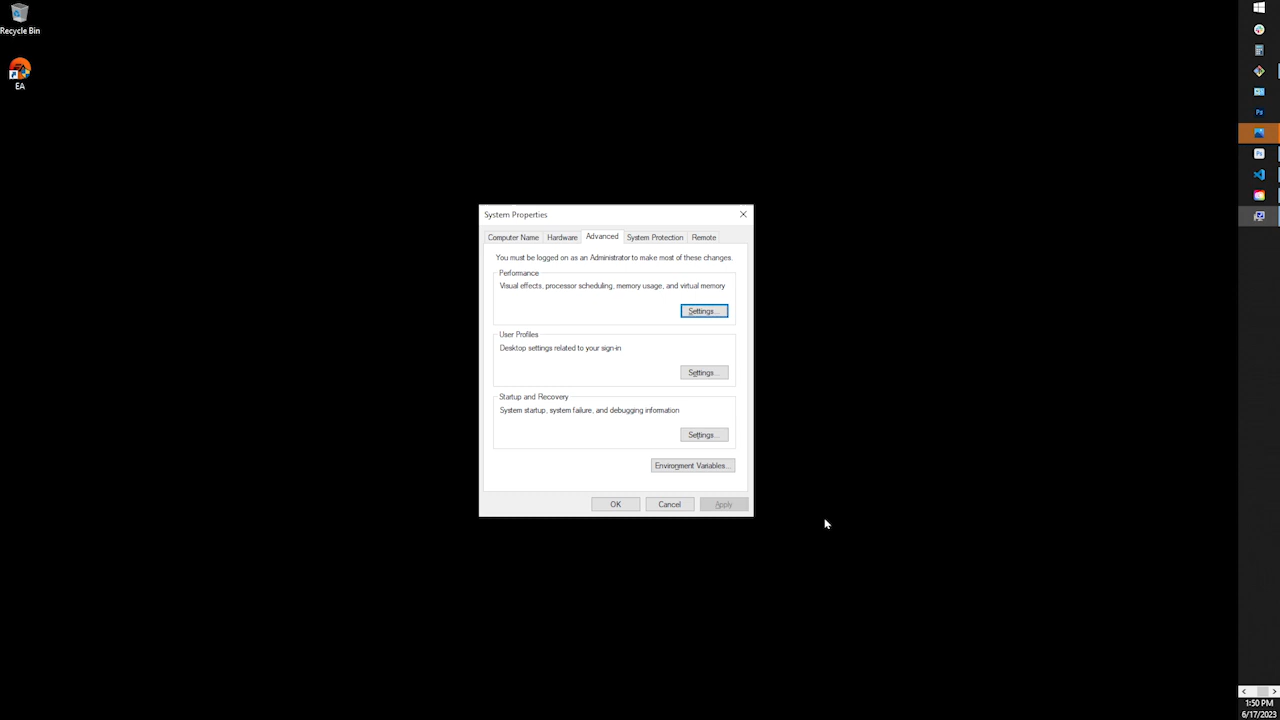 Recycle Bin
EA
System Properties
Computer Name
Hardware
Advanced
System Protection
Remote
You must be logged on as an Administrator to make most of these changes.
Performance
Visual effects, processor scheduling, memory usage, and virtual memory
Settings...
User Profiles
Desktop settings related to your sign-in
Settings...
Startup and Recovery
System startup, system failure, and debugging information
Settings...
Environment Variables...
OK
Cancel
Apply
Ps
Ps
1:50 PM
6/17/2023